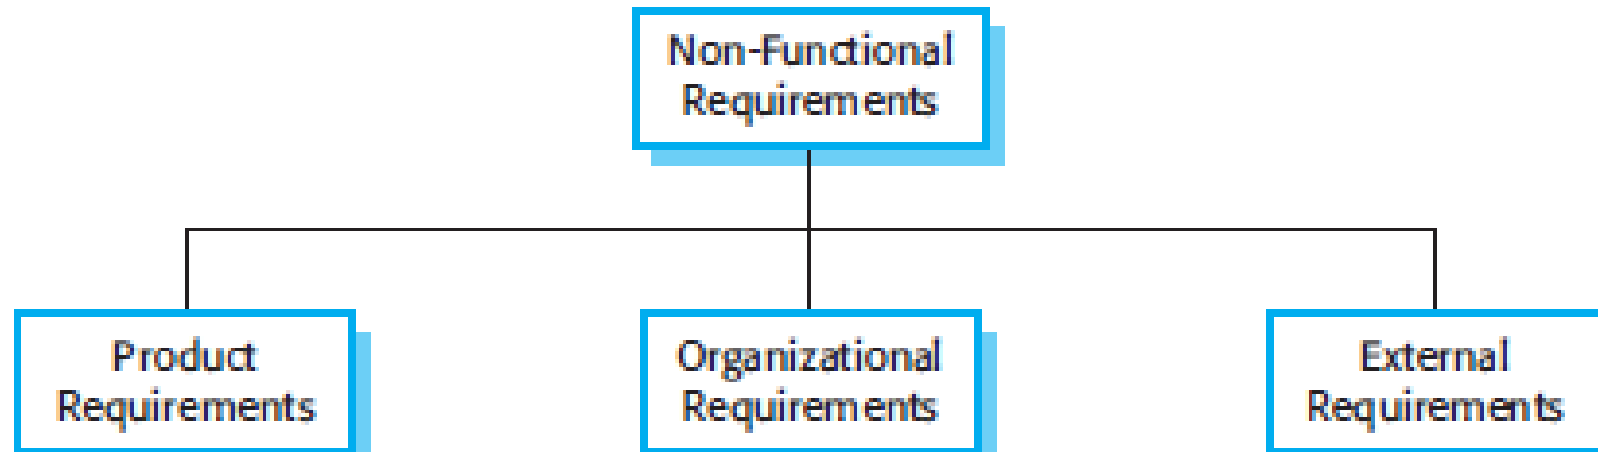 Non-Functional
Requirements
Product
Requirements
Organizational
Requirements
External
Requirements